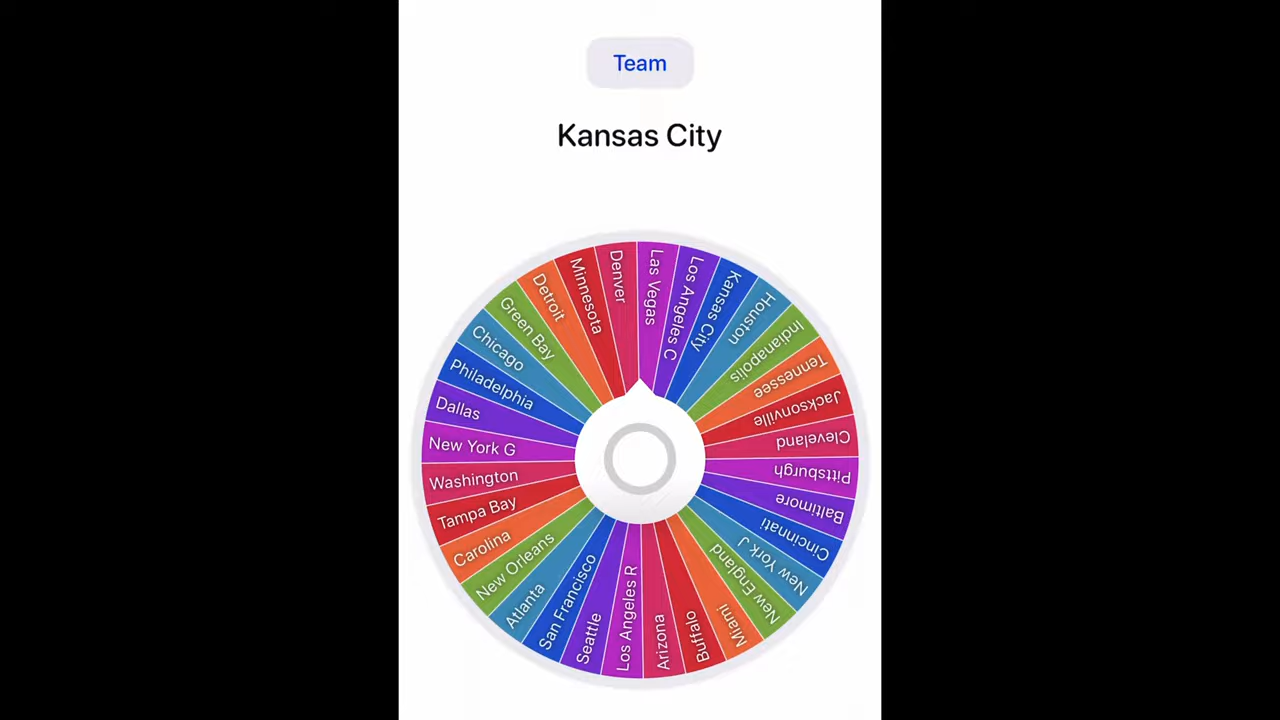 Team
Kansas City
Las Vegas
Los Angeles C
Kansas City
Houston
Indianapolis
Tennessee
Jacksonville
Cleveland
Pittsburgh
Baltimore
Cincinnati
New York J
New England
Miami
Buffalo
Arizona
Los Angeles R
Seattle
San Francisco
Atlanta
New Orleans
Carolina
Tampa Bay
Washington
New York G
Dallas
Philadelphia
Chicago
Green Bay
Detroit
Minnesota
Denver